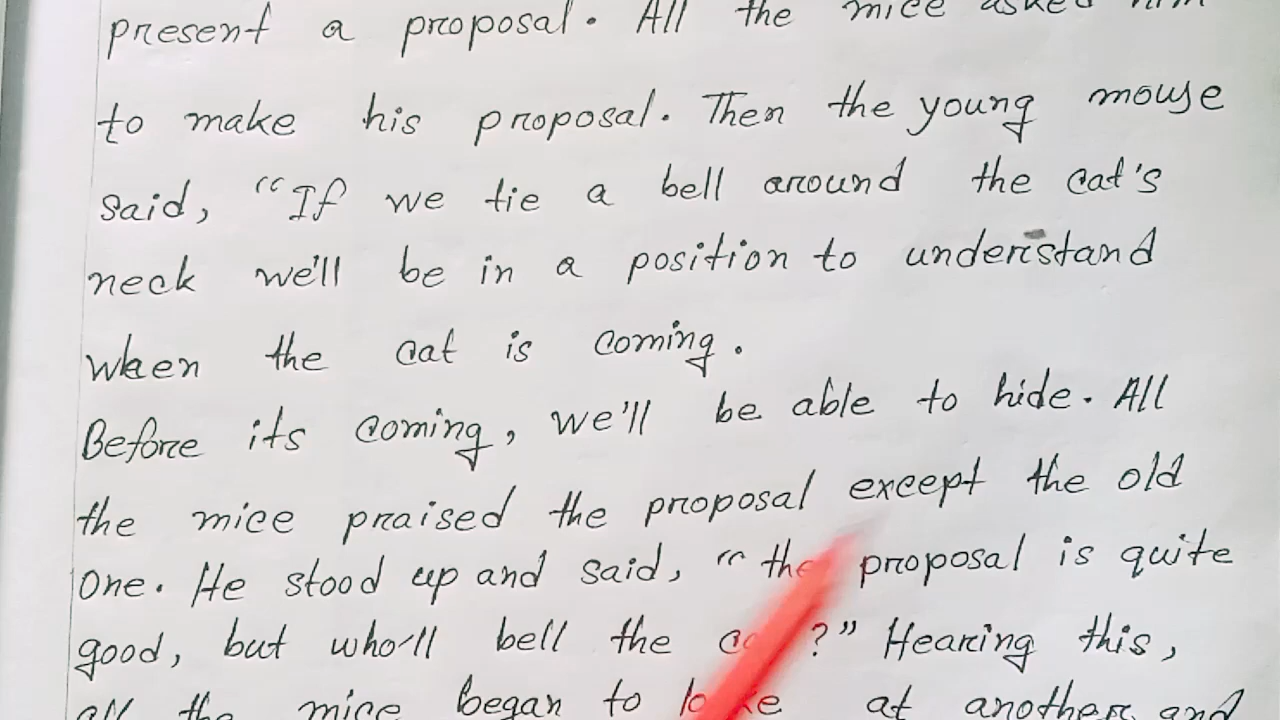 present a proposal. All the mice asked him
to make his proposal. Then the young mouse
said, "If we tie a bell around the cat's
neck we'll be in a position to understand
when the cat is coming.
Before its coming, we'll be able to hide. All
the mice praised the proposal except the old
one. He stood up and said, "the proposal is quite
good, but who'll bell the ?" Hearing this,
all the mice began to at another and